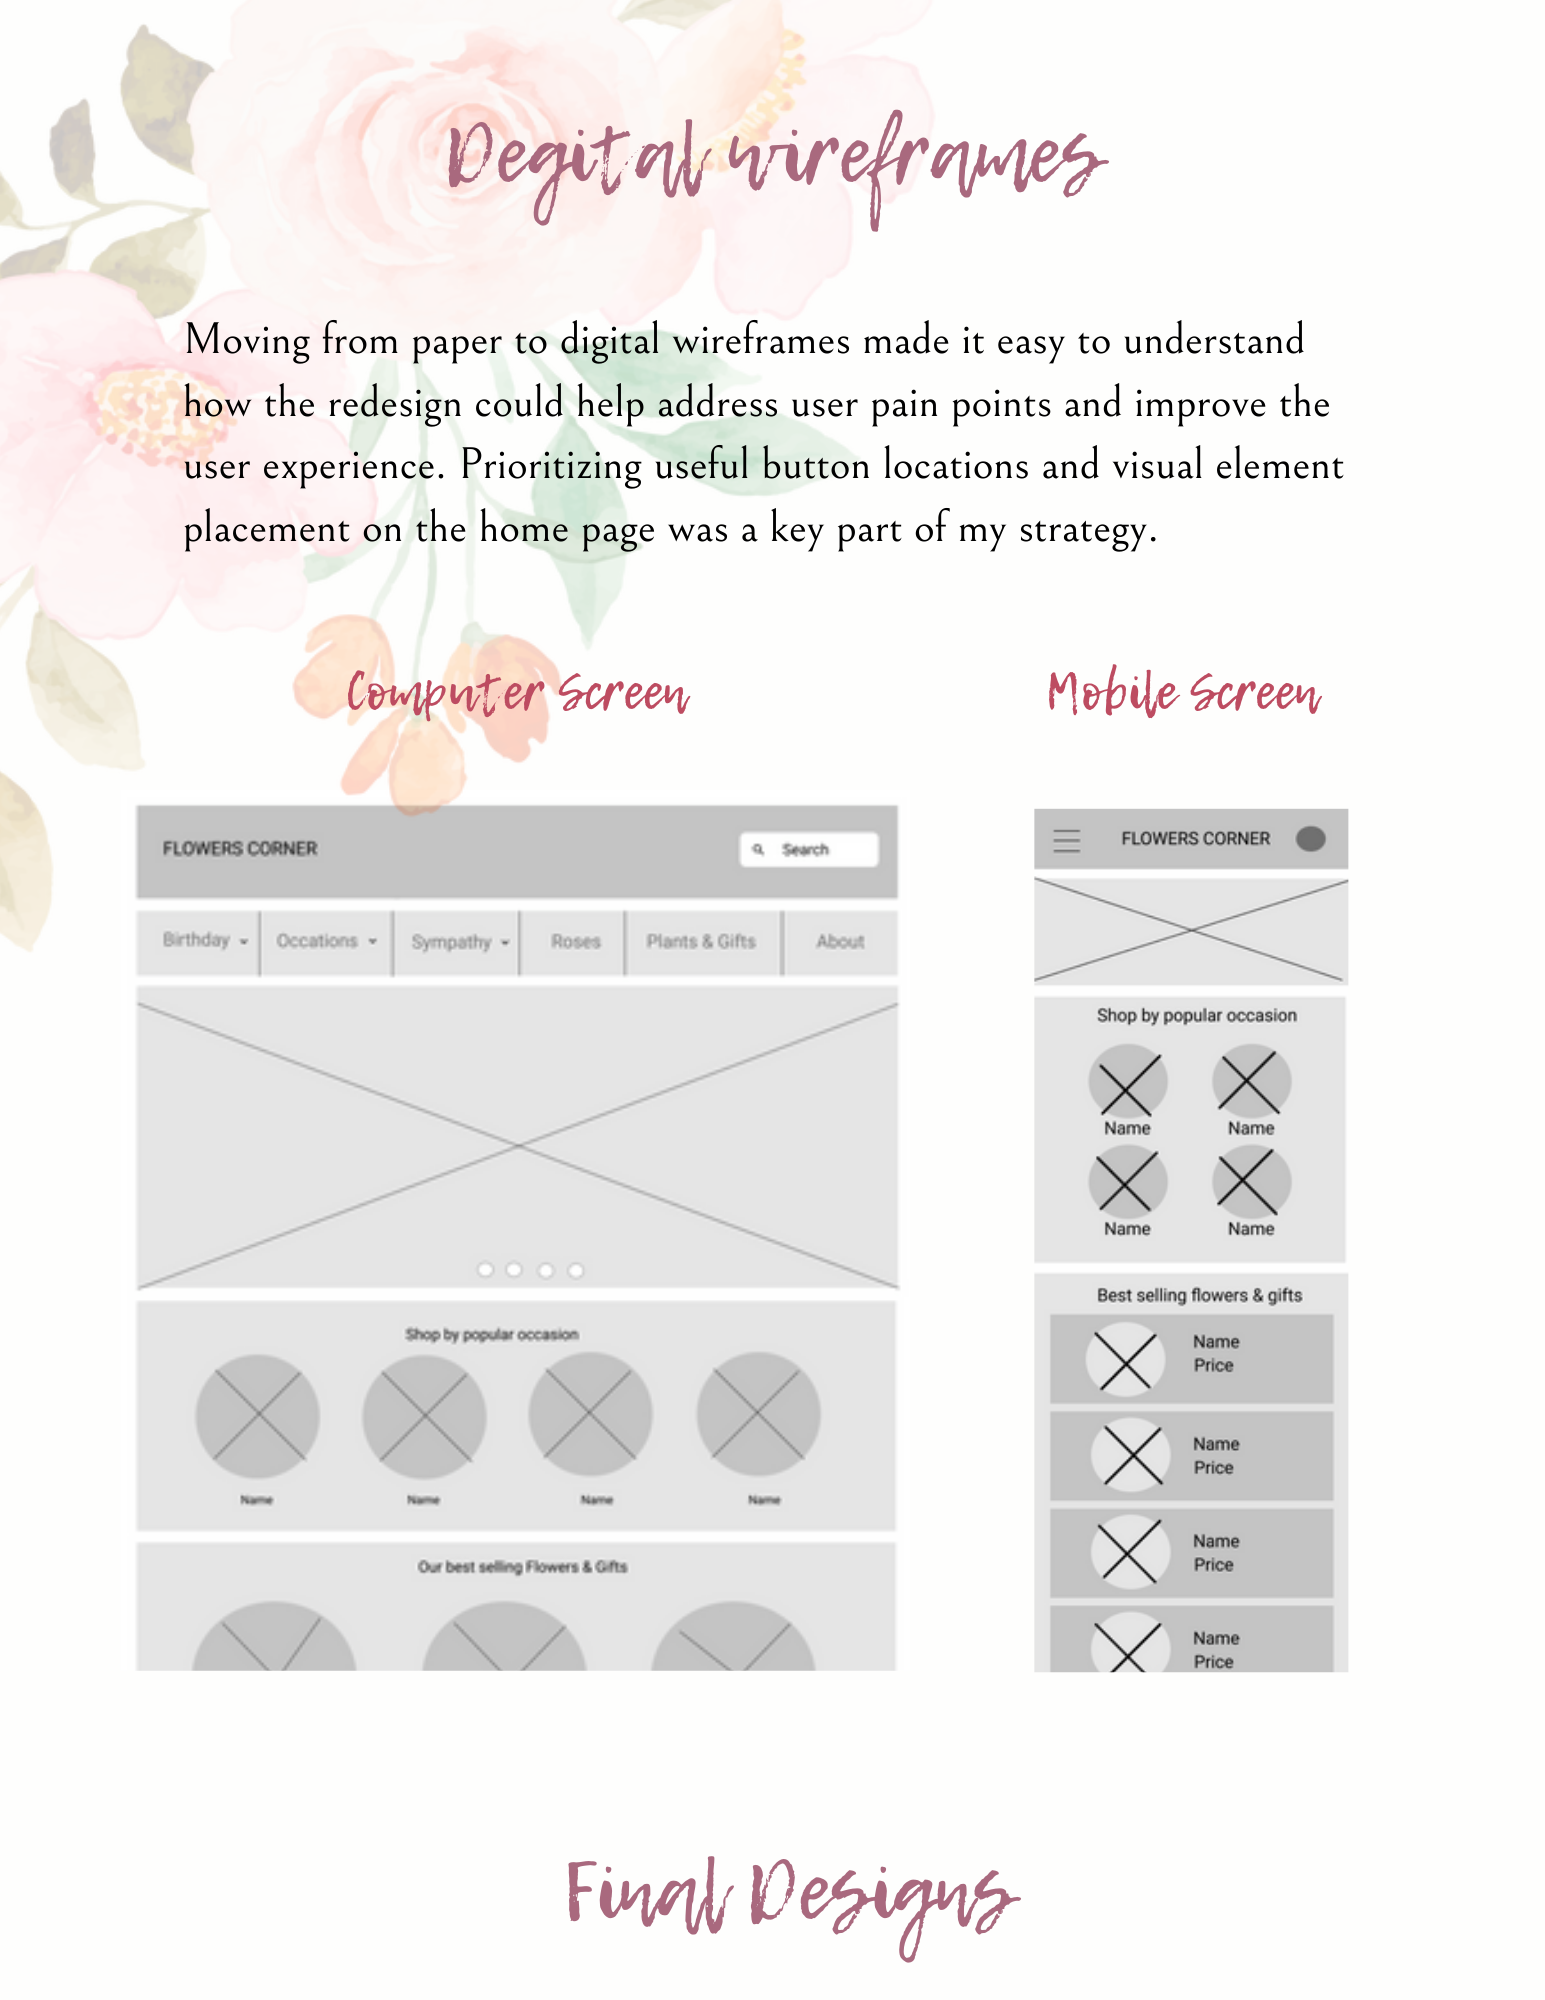 Degital wireframes
Moving from paper to digital wireframes made it easy to understand
how the redesign could help address user pain points and improve the
user experience. Prioritizing useful button locations and visual element
placement on the home page was a key part of my strategy.
Computer Screen
FLOWERS CORNER
Search
Birthday
Occations
Sympathy
Roses
Plants & Gifts
About
Shop by popular occasion
Name
Name
Name
Name
Our best selling Flowers & Gifts
Mobile Screen
FLOWERS CORNER
Shop by popular occasion
Name
Name
Name
Name
Best selling flowers & gifts
Name
Price
Name
Price
Name
Price
Name
Price
Final Designs